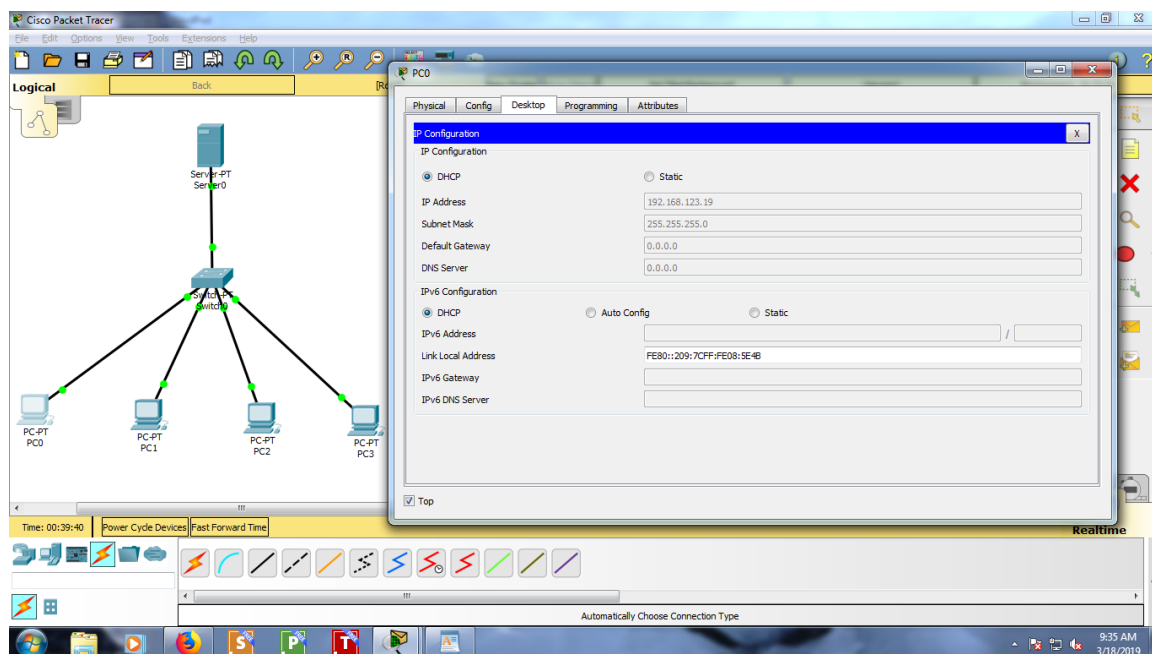 Cisco Packet Tracer
File Edit Options View Tools Extensions Help
Logical
Back
[Ro
Server-PT
Server0
Switch-PT
Switch0
PC-PT
PC0
PC-PT
PC1
PC-PT
PC2
PC-PT
PC3
PC0
Physical Config Desktop Programming Attributes
IP Configuration
X
IP Configuration
DHCP Static
IP Address 192.168.123.19
Subnet Mask 255.255.255.0
Default Gateway 0.0.0.0
DNS Server 0.0.0.0
IPv6 Configuration
DHCP Auto Config Static
IPv6 Address /
Link Local Address FE80::209:7CFF:FE08:5E4B
IPv6 Gateway
IPv6 DNS Server
Top
Time: 00:39:40 Power Cycle Devices Fast Forward Time
Realtime
Automatically Choose Connection Type
9:35 AM
3/18/2019